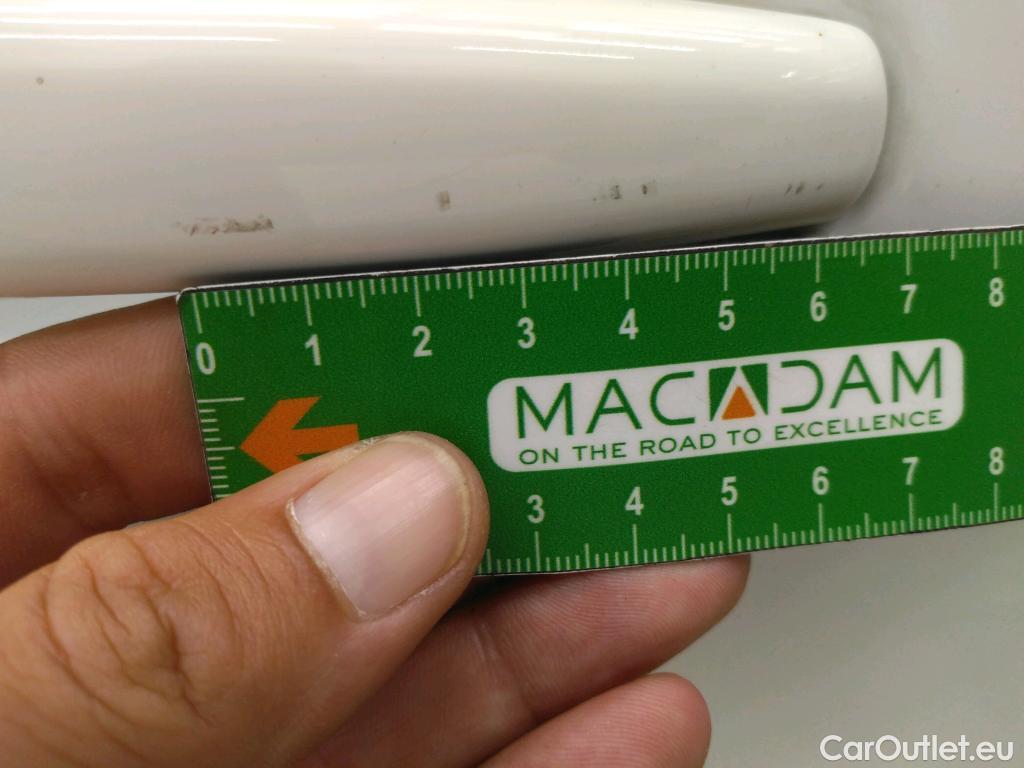 0 1 2 3 4 5 6 7 8
MACADAM
ON THE ROAD TO EXCELLENCE
3 4 5 6 7 8
CarOutlet.eu